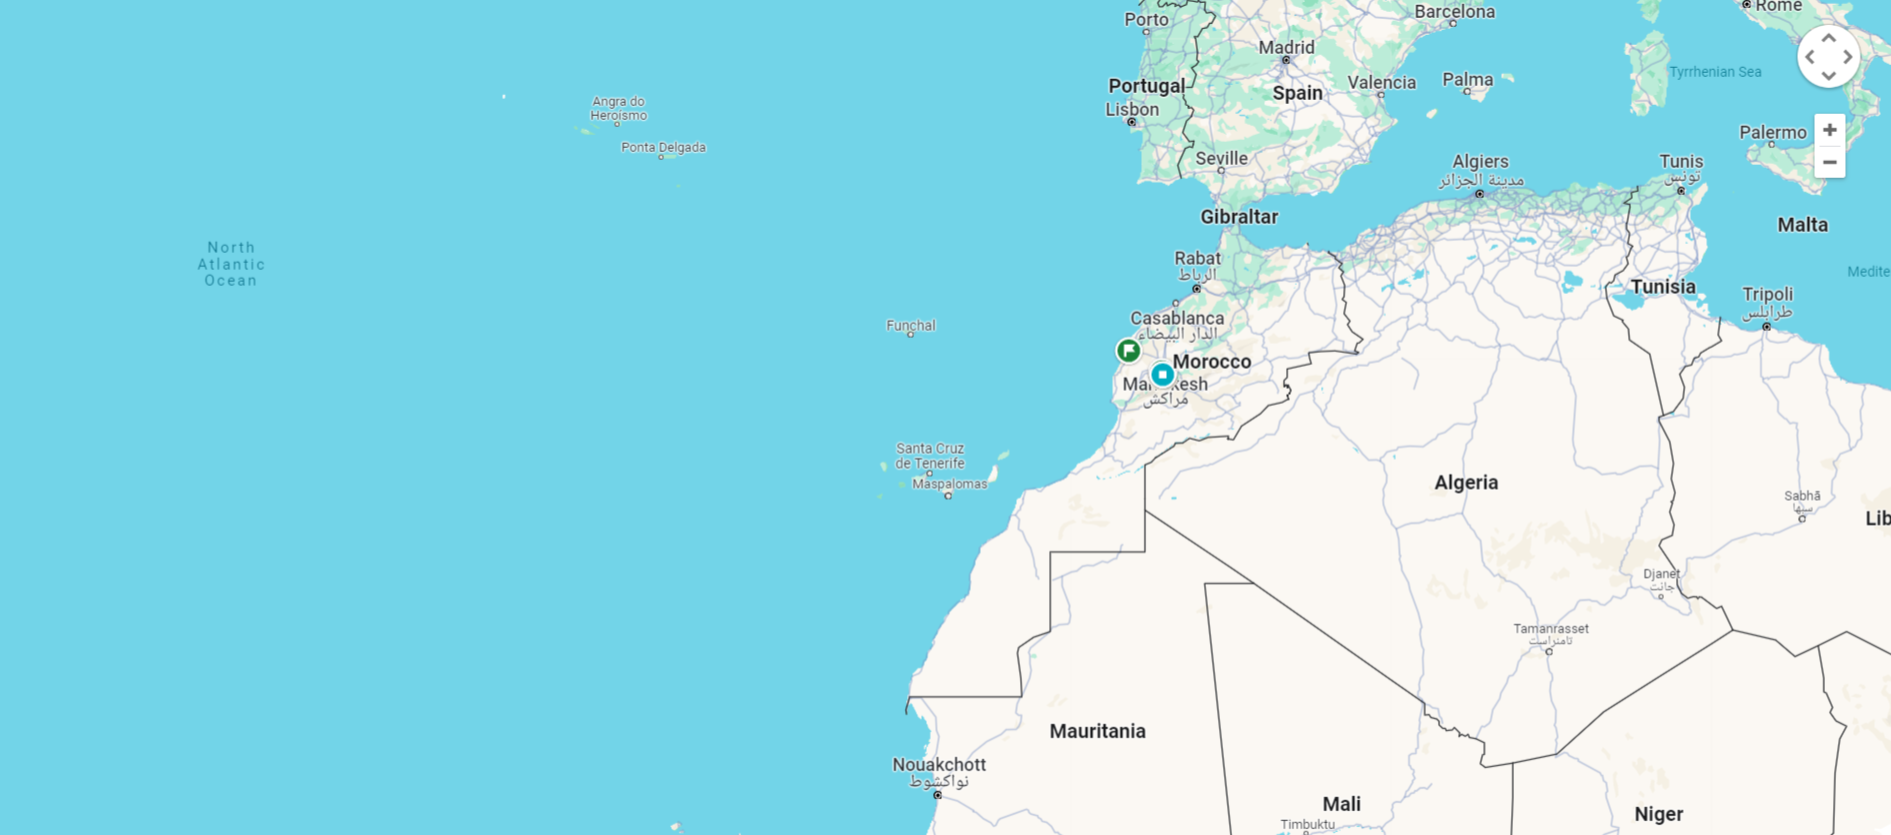 Porto
Barcelona
Rome
Madrid
Tyrrhenian Sea
Portugal
Spain
Valencia
Palma
Angra do
Heroismo
Lisbon
Palermo
Ponta Delgada
Seville
Algiers
مدينة الجزائر
Tunis
تونس
Gibraltar
Malta
North
Atlantic
Ocean
Rabat
الرباط
Medite
Tunisia
Tripoli
طرابلس
Funchal
Casablanca
الدار البيضاء
Morocco
مراكش
Santa Cruz
de Tenerife
Maspalomas
Algeria
Sabhā
سبها
Lib
Djanet
جانت
Tamanrasset
تامنراست
Mauritania
Nouakchott
نواكشوط
Mali
Niger
Timbuktu